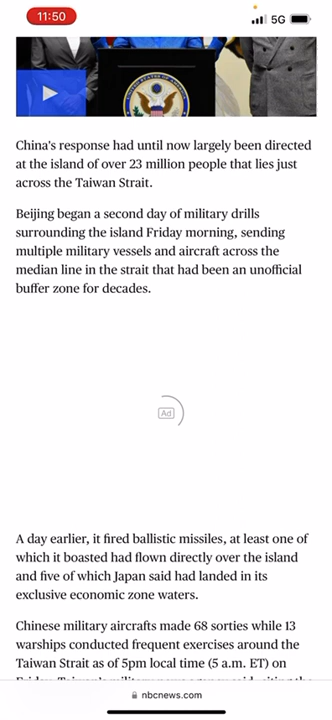 11:50
5G
China's response had until now largely been directed
at the island of over 23 million people that lies just
across the Taiwan Strait.
Beijing began a second day of military drills
surrounding the island Friday morning, sending
multiple military vessels and aircraft across the
median line in the strait that had been an unofficial
buffer zone for decades.
Ad
A day earlier, it fired ballistic missiles, at least one of
which it boasted had flown directly over the island
and five of which Japan said had landed in its
exclusive economic zone waters.
Chinese military aircrafts made 68 sorties while 13
warships conducted frequent exercises around the
Taiwan Strait as of 5pm local time (5 a.m. ET) on
nbcnews.com